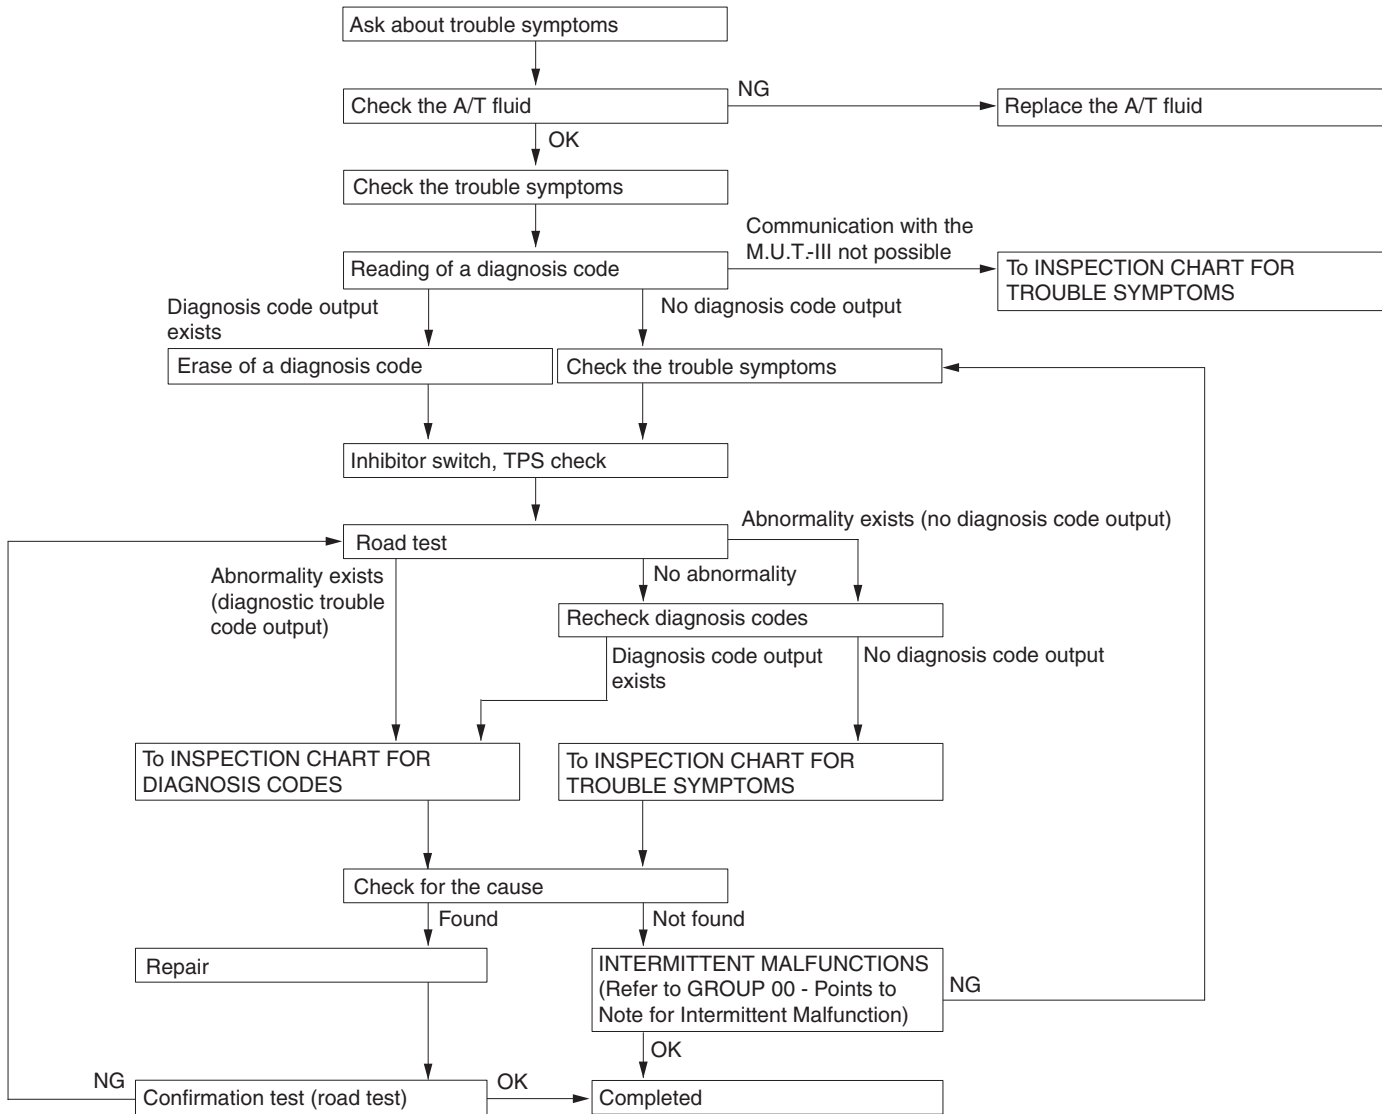 Ask about trouble symptoms
Check the A/T fluid
NG
Replace the A/T fluid
OK
Check the trouble symptoms
Communication with the
M.U.T.-III not possible
Reading of a diagnosis code
To INSPECTION CHART FOR
TROUBLE SYMPTOMS
Diagnosis code output
exists
No diagnosis code output
Erase of a diagnosis code
Check the trouble symptoms
Inhibitor switch, TPS check
Abnormality exists (no diagnosis code output)
Road test
Abnormality exists
(diagnostic trouble
code output)
No abnormality
Recheck diagnosis codes
Diagnosis code output
exists
No diagnosis code output
To INSPECTION CHART FOR
DIAGNOSIS CODES
To INSPECTION CHART FOR
TROUBLE SYMPTOMS
Check for the cause
Found
Not found
Repair
INTERMITTENT MALFUNCTIONS
(Refer to GROUP 00 - Points to
Note for Intermittent Malfunction)
NG
OK
NG
Confirmation test (road test)
OK
Completed